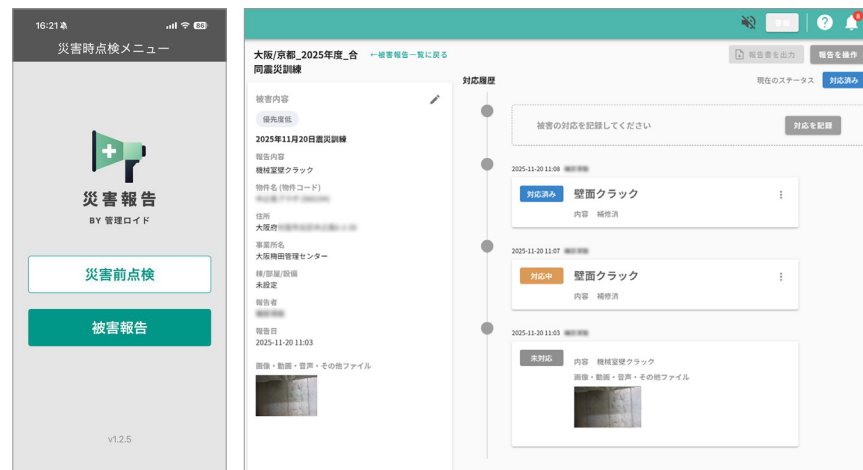 16:21
88
災害時点検メニュー
災害報告
BY 管理ロイド
災害前点検
被害報告
v1.2.5
8
大阪/京都_2025年度_合
同震災訓練
←被害報告一覧に戻る
報告書を出力
報告を操作
対応履歴
現在のステータス
対応済み
被害内容
優先度低
2025年11月20日震災訓練
報告内容
機械室壁クラック
物件名 (物件コード)
住所
大阪府
事業所名
大阪梅田管理センター
棟/部屋/設備
未設定
報告者
報告日
2025-11-20 11:03
画像・動画・音声・その他ファイル
被害の対応を記録してください
対応を記録
2025-11-20 11:08
対応済み
壁面クラック
内容 補修済
2025-11-20 11:07
対応中
壁面クラック
内容 補修済
2025-11-20 11:03
未対応
内容 機械室壁クラック
画像・動画・音声・その他ファイル